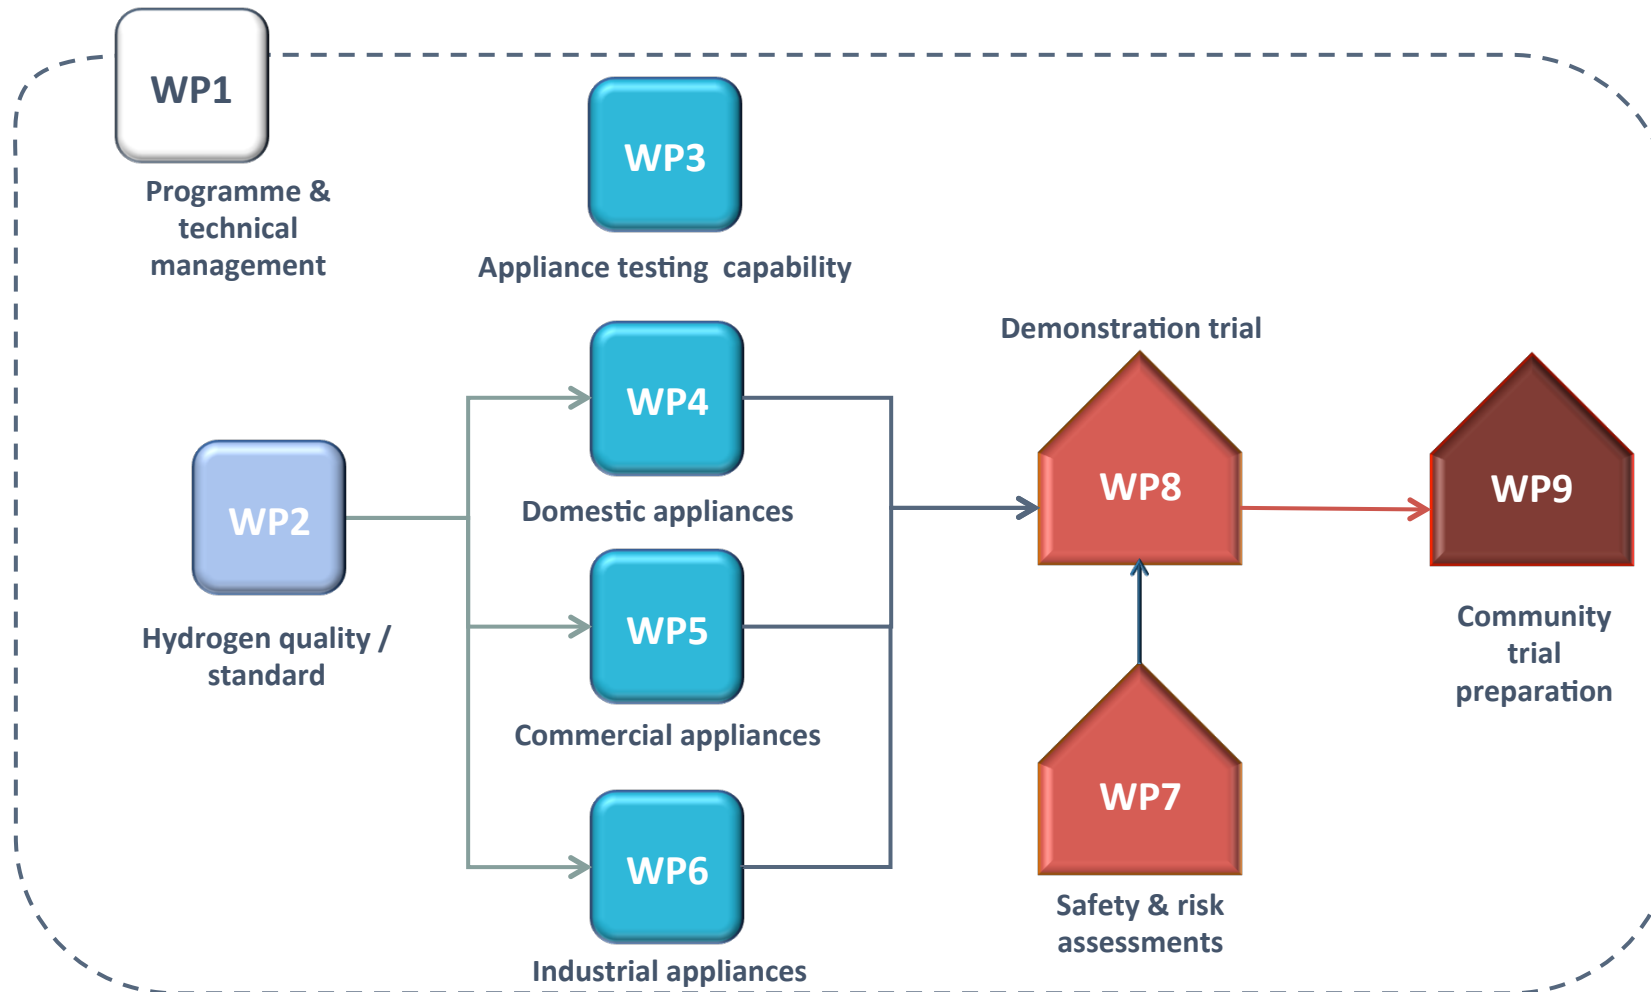 WP1
Programme &
technical
management
WP3
Appliance testing  capability
WP4
Domestic appliances
WP2
Hydrogen quality /
standard
WP5
Commercial appliances
WP6
Industrial appliances
Demonstration trial
WP8
WP7
Safety & risk
assessments
WP9
Community
trial
preparation